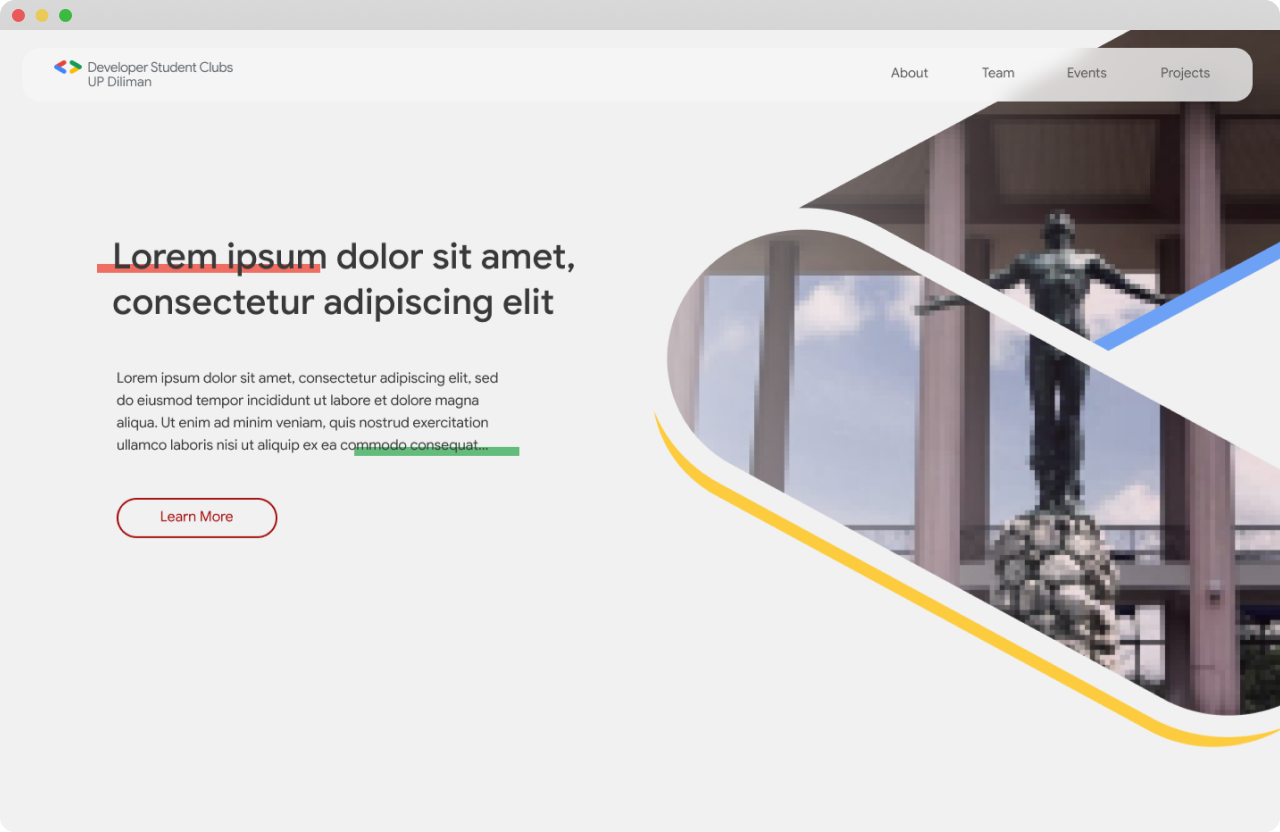 Developer Student Clubs
UP Diliman
About
Team
Events
Projects
Lorem ipsum dolor sit amet,
consectetur adipiscing elit
Lorem ipsum dolor sit amet, consectetur adipiscing elit, sed
do eiusmod tempor incididunt ut labore et dolore magna
aliqua. Ut enim ad minim veniam, quis nostrud exercitation
ullamco laboris nisi ut aliquip ex ea commodo consequat...
Learn More